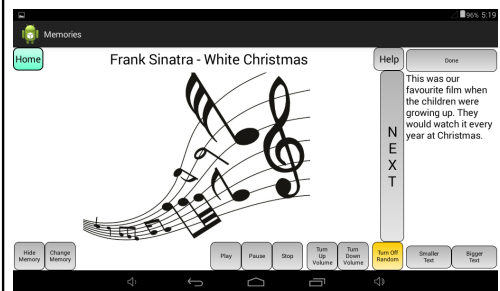 96% 5:19
Memories
Home
Frank Sinatra - White Christmas
Help
Done
This was our
favourite film when
the children were
growing up. They
would watch it every
year at Christmas.
N
E
X
T
Hide
Memory
Change
Memory
Play
Pause
Stop
Turn
Up
Volume
Turn
Down
Volume
Turn Off
Random
Smaller
Text
Bigger
Text